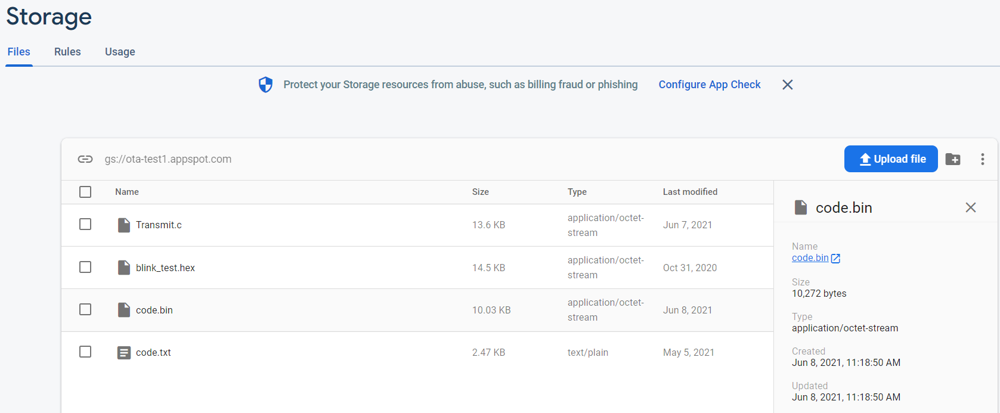 Storage
Files Rules Usage
Protect your Storage resources from abuse, such as billing fraud or phishing Configure App Check
gs://ota-test1.appspot.com Upload file
Name Size Type Last modified
Transmit.c 13.6 KB application/octet-stream Jun 7, 2021
blink_test.hex 14.5 KB application/octet-stream Oct 31, 2020
code.bin 10.03 KB application/octet-stream Jun 8, 2021
code.txt 2.47 KB text/plain May 5, 2021
code.bin
Name
code.bin
Size
10,272 bytes
Type
application/octet-stream
Created
Jun 8, 2021, 11:18:50 AM
Updated
Jun 8, 2021, 11:18:50 AM